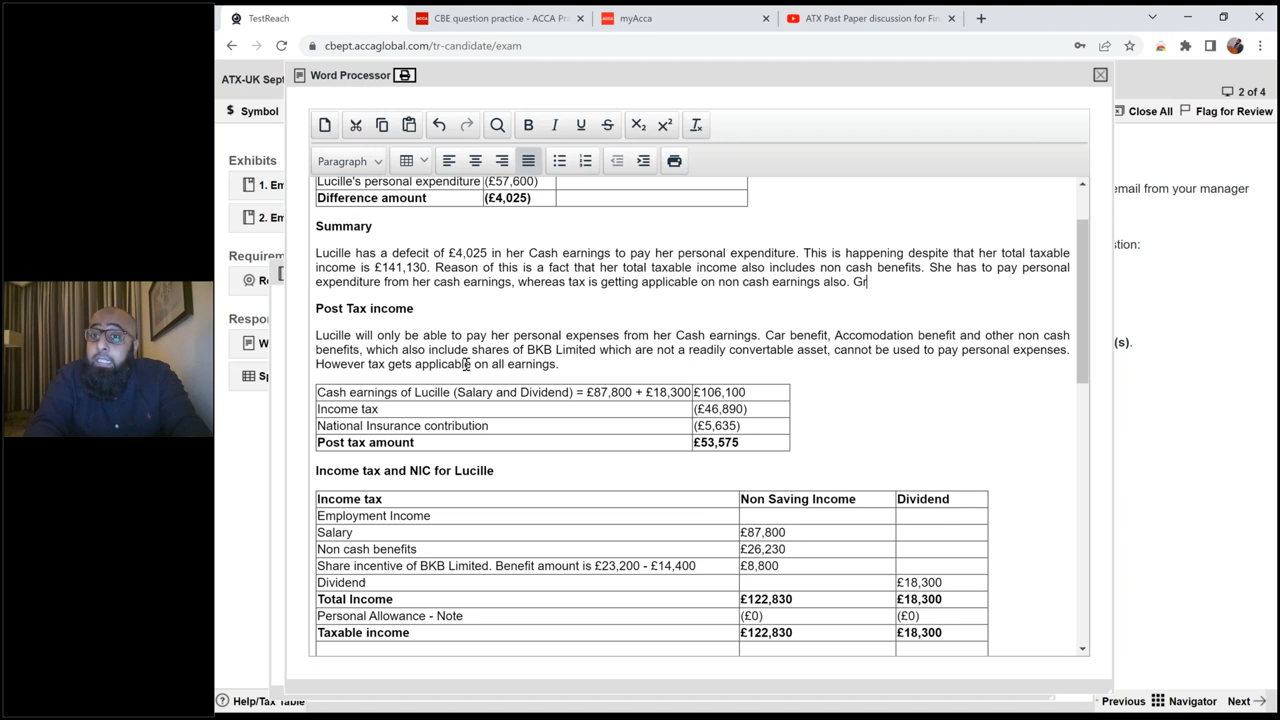 TestReach
CBE question practice - ACCA Pr
myAcca
ATX Past Paper discussion for Fin
cbept.accaglobal.com/tr-candidate/exam
ATX-UK Sept
Word Processor
2 of 4
$ Symbol
Close All
Flag for Review
Exhibits
1. En
2. En
Requirem
Re
Respon
W
Sp
email from your manager
tion:
(s).
Paragraph
Lucille's personal expenditure (£57,600)
Difference amount (£4,025)
Summary
Lucille has a defecit of £4,025 in her Cash earnings to pay her personal expenditure. This is happening despite that her total taxable
income is £141,130. Reason of this is a fact that her total taxable income also includes non cash benefits. She has to pay personal
expenditure from her cash earnings, whereas tax is getting applicable on non cash earnings also. Gr
Post Tax income
Lucille will only be able to pay her personal expenses from her Cash earnings. Car benefit, Accomodation benefit and other non cash
benefits, which also include shares of BKB Limited which are not a readily convertable asset, cannot be used to pay personal expenses.
However tax gets applicable on all earnings.
Cash earnings of Lucille (Salary and Dividend) = £87,800 + £18,300 £106,100
Income tax (£46,890)
National Insurance contribution (£5,635)
Post tax amount £53,575
Income tax and NIC for Lucille
Income tax Non Saving Income Dividend
Employment Income
Salary £87,800
Non cash benefits £26,230
Share incentive of BKB Limited. Benefit amount is £23,200 - £14,400 £8,800
Dividend £18,300
Total Income £122,830 £18,300
Personal Allowance - Note (£0) (£0)
Taxable income £122,830 £18,300
Help/Tax Table
Previous
Navigator
Next